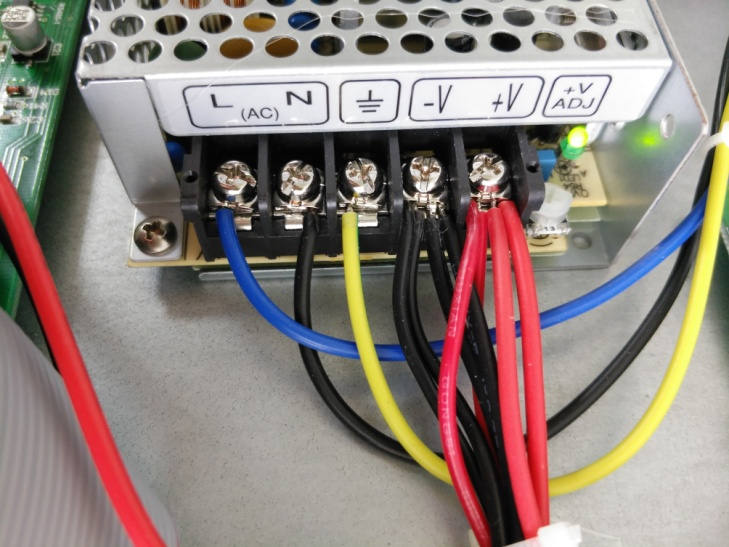 L N -V +V +V
(AC) ADJ